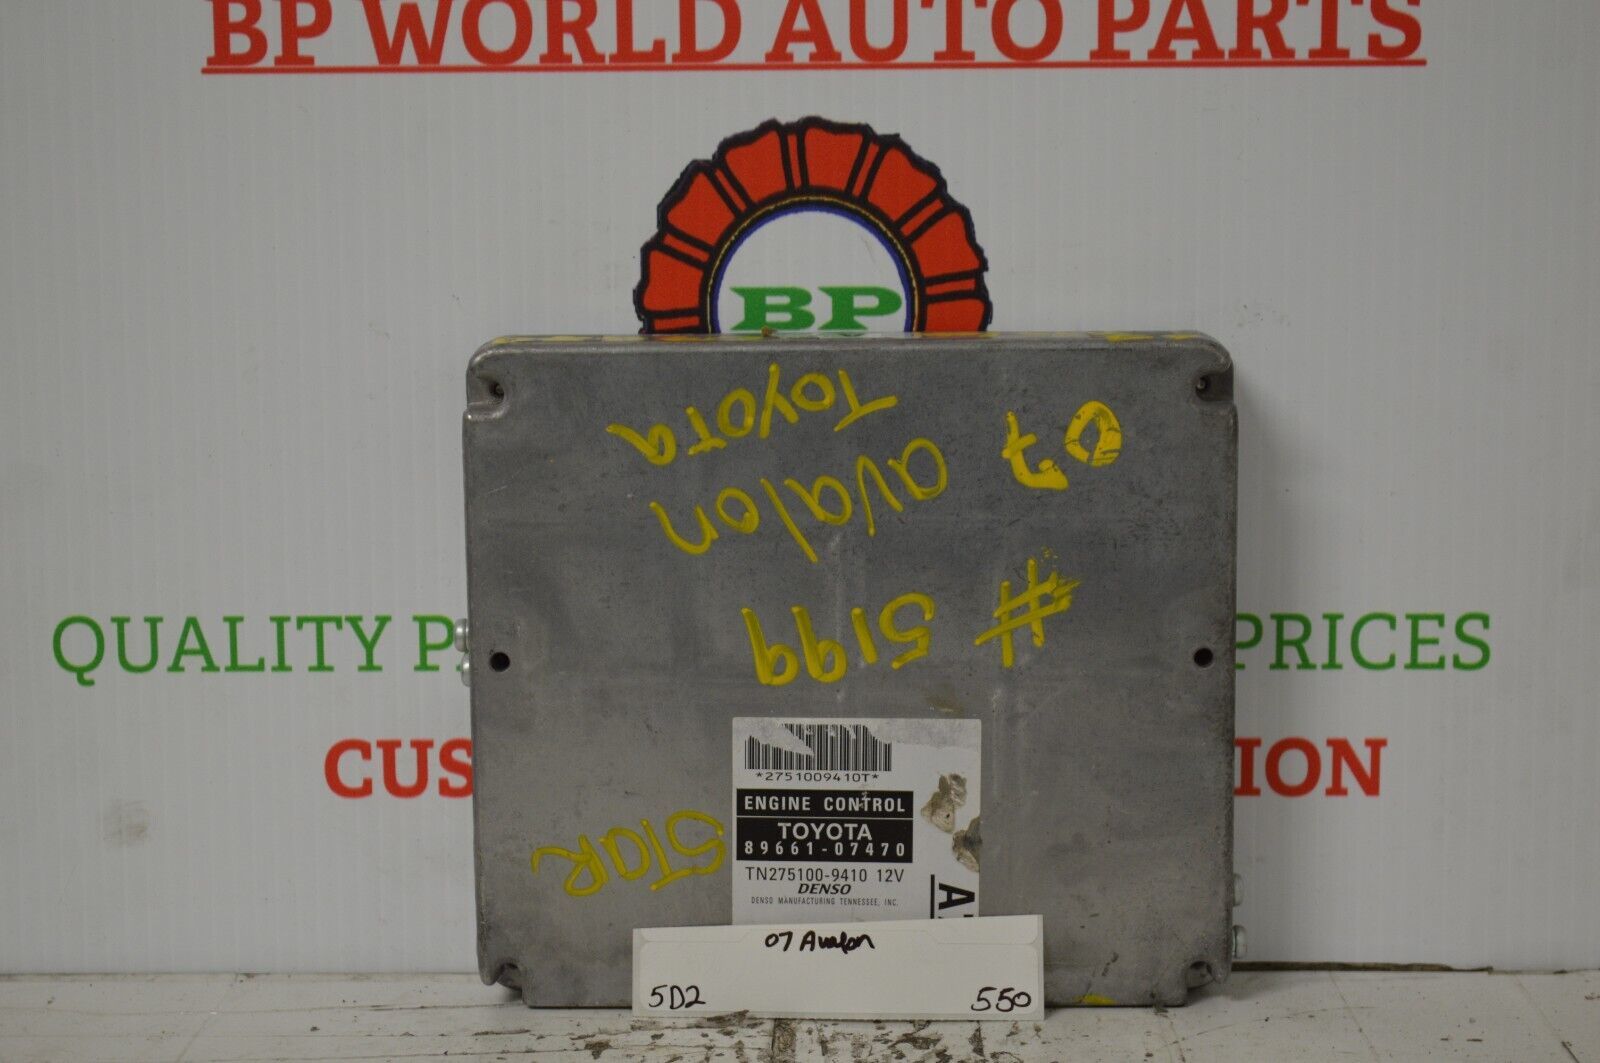 BP WORLD AUTO PARTS
BP
07 avalon Toyota
# 5199
QUALITY PA PRICES
CUS ION
*2751009410T*
ENGINE CONTROL
TOYOTA
89661-07470
TN275100-9410 12V
DENSO
DENSO MANUFACTURING TENNESSEE, INC.
A
STAR
07 Avalon
5D2 550